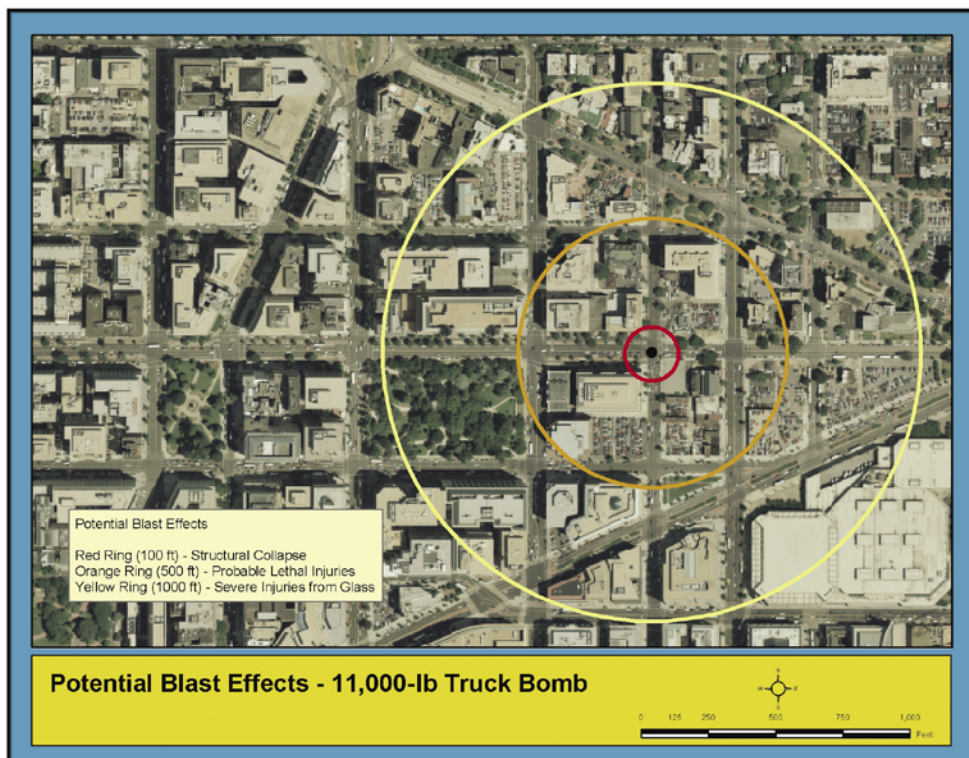 Potential Blast Effects
Red Ring (100 ft) - Structural Collapse
Orange Ring (500 ft) - Probable Lethal Injuries
Yellow Ring (1000 ft) - Severe Injuries from Glass
Potential Blast Effects - 11,000-lb Truck Bomb
N
W E
S
0 125 250 500 750 1,000
Feet